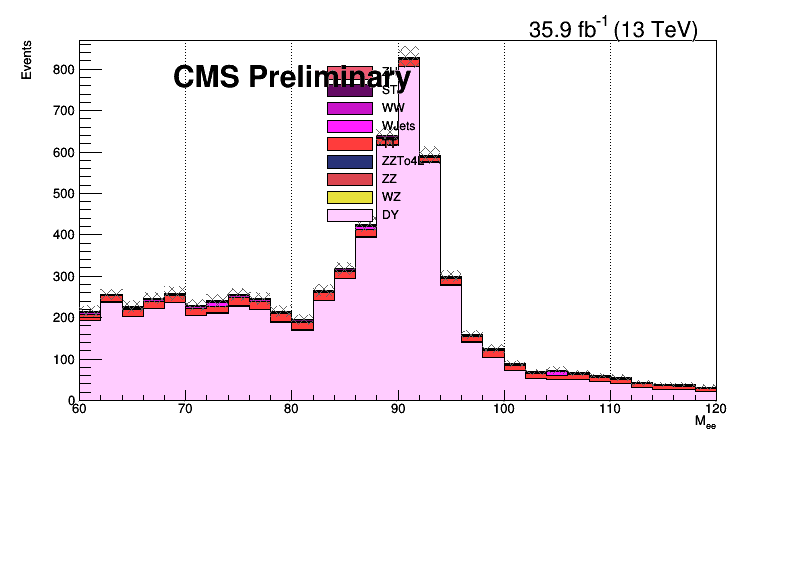 35.9 fb-1 (13 TeV)
Events
CMS Preliminary
ST
WW
WJets
ZZTo4L
ZZ
WZ
DY
800
700
600
500
400
300
200
100
0
60 70 80 90 100 110 120
Mee